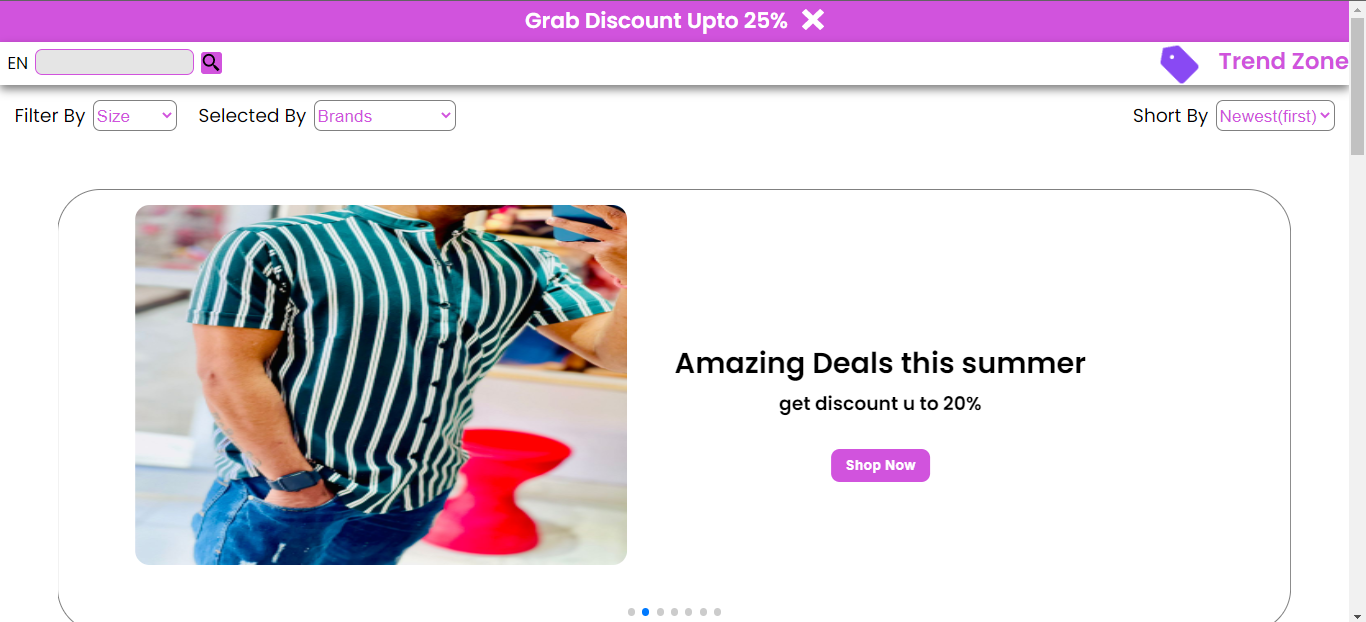 Grab Discount Upto 25%
EN
Trend Zone
Filter By Size Selected By Brands Short By Newest(first)
Amazing Deals this summer
get discount u to 20%
Shop Now